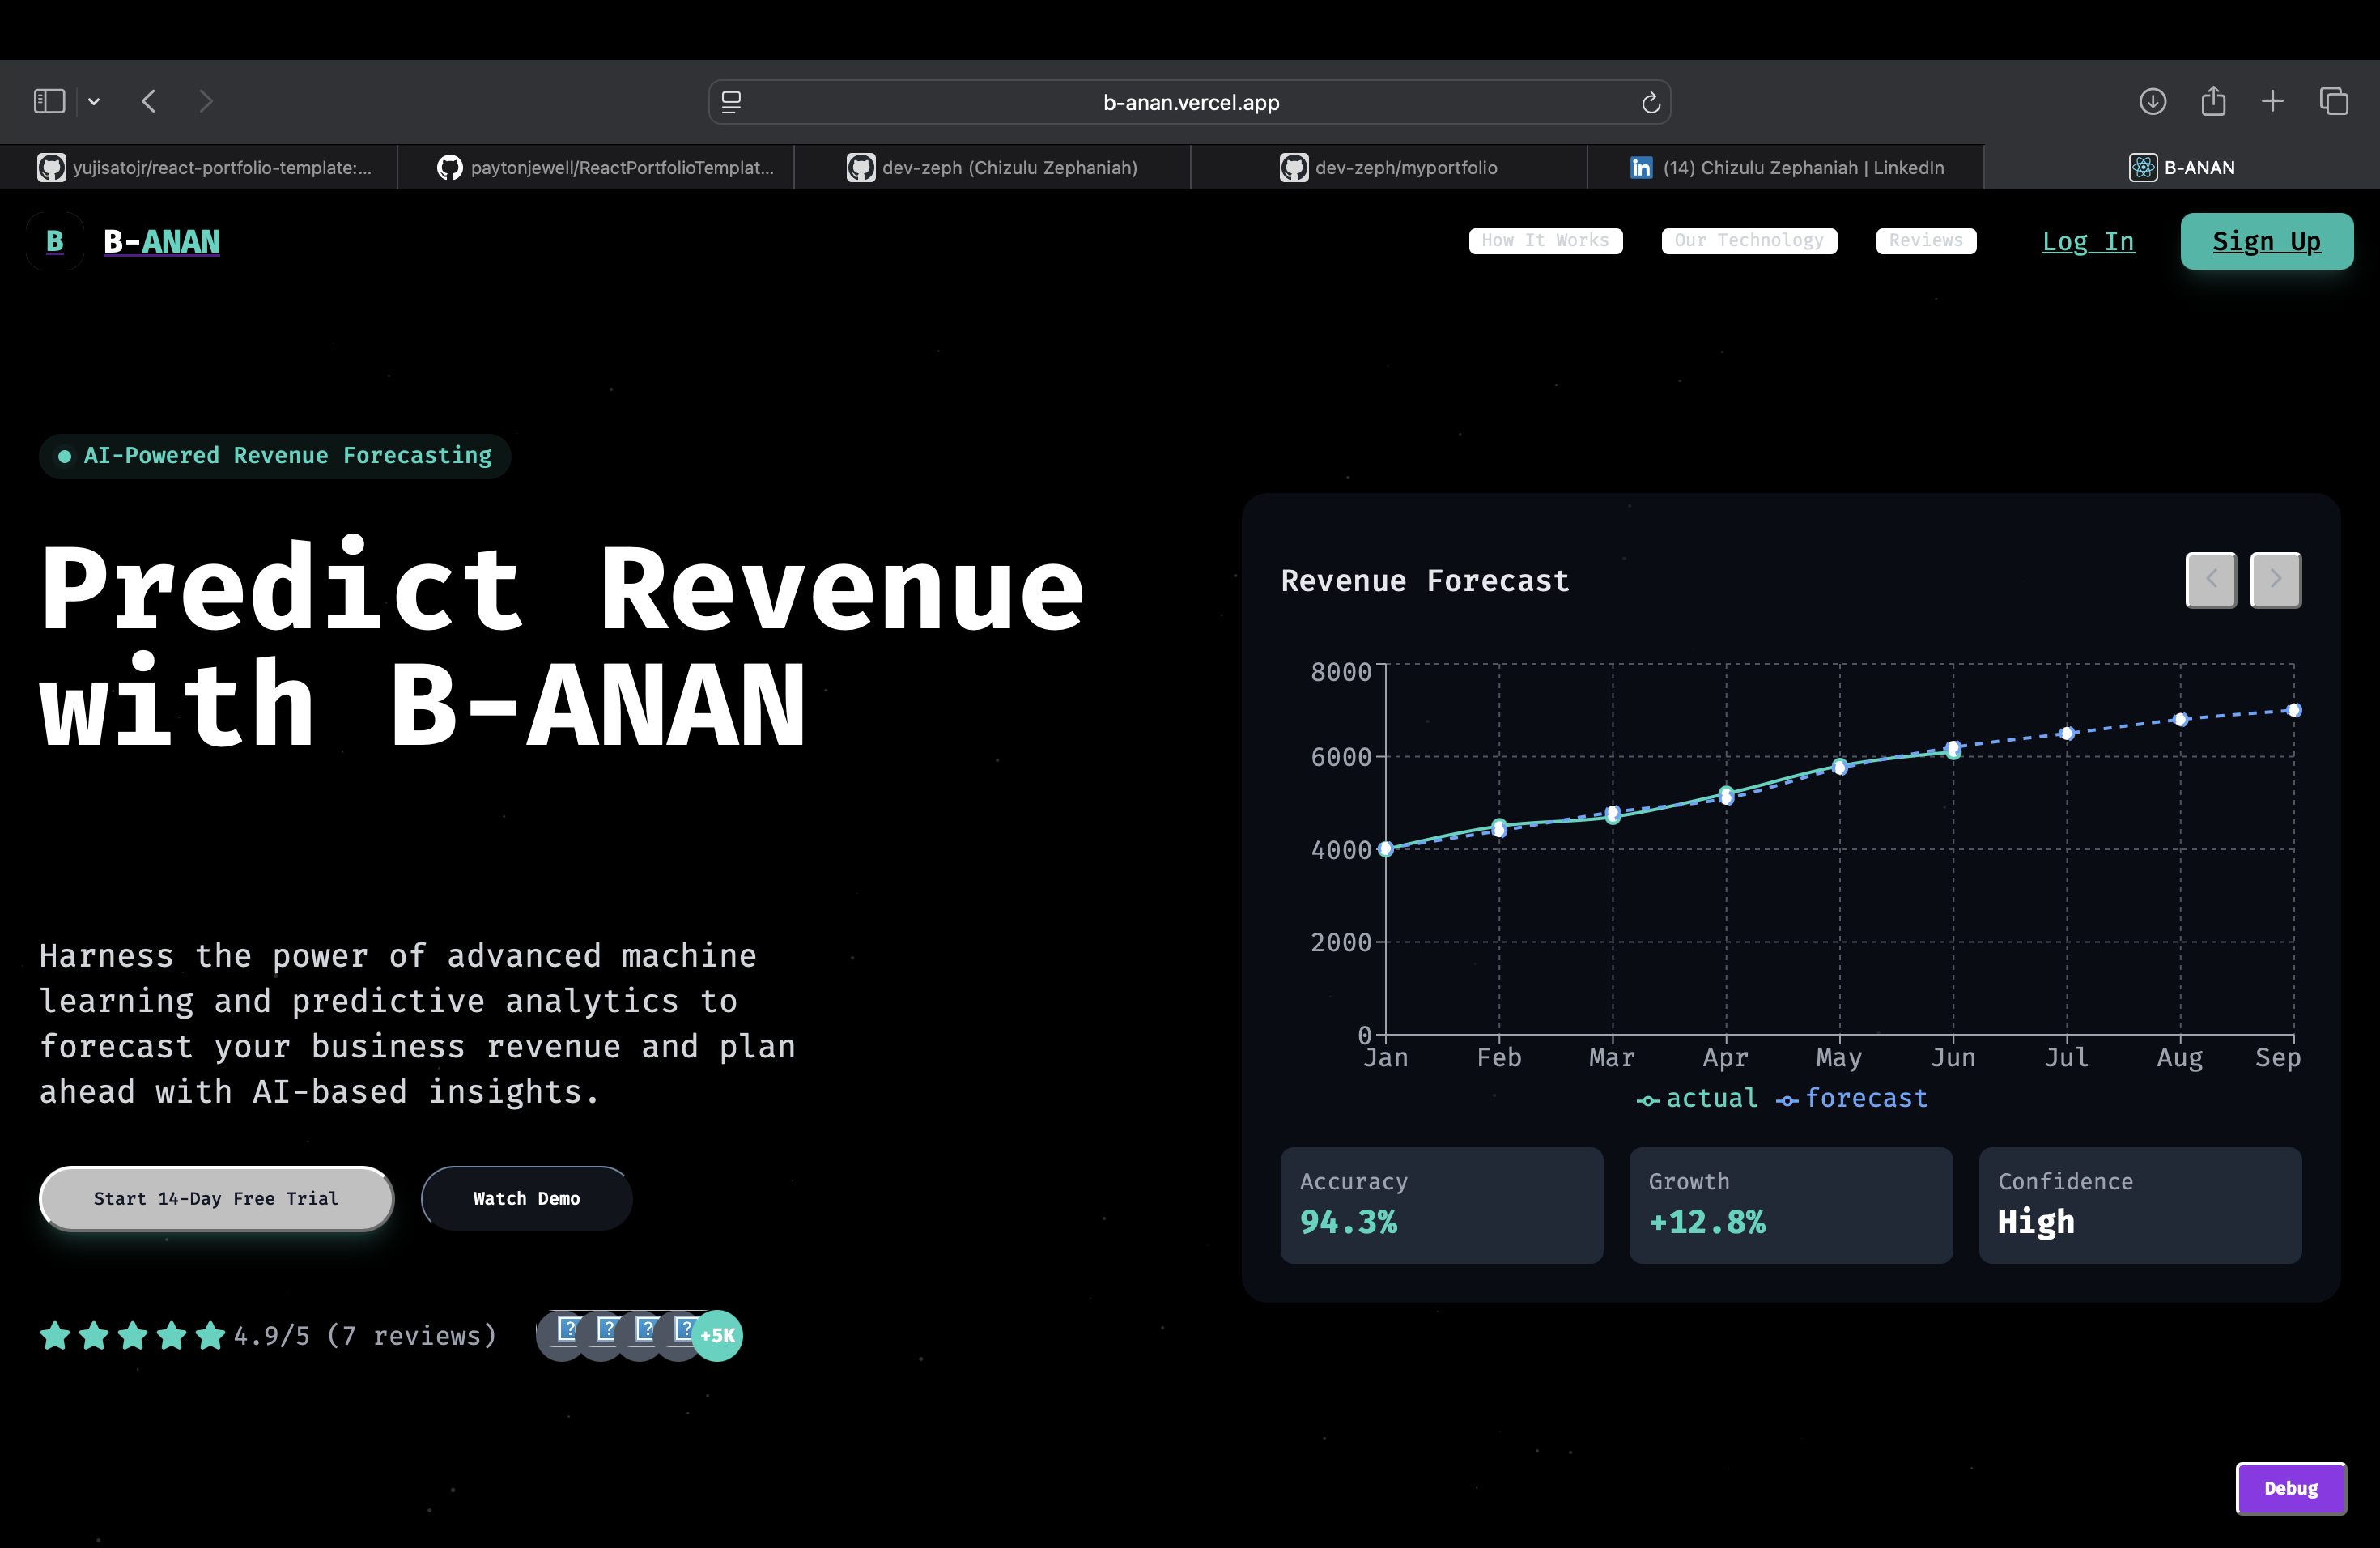 b-anan.vercel.app
yujisatojr/react-portfolio-template:...
paytonjewell/ReactPortfolioTemplat...
dev-zeph (Chizulu Zephaniah)
dev-zeph/myportfolio
in (14) Chizulu Zephaniah | LinkedIn
B-ANAN
B B-ANAN
How It Works
Our Technology
Reviews
Log In
Sign Up
AI-Powered Revenue Forecasting
Predict Revenue
with B-ANAN
Harness the power of advanced machine
learning and predictive analytics to
forecast your business revenue and plan
ahead with AI-based insights.
Start 14-Day Free Trial
Watch Demo
4.9/5 (7 reviews)
? ? ? ? +5K
Revenue Forecast
8000
6000
4000
2000
0
Jan Feb Mar Apr May Jun Jul Aug Sep
actual forecast
Accuracy
94.3%
Growth
+12.8%
Confidence
High
Debug